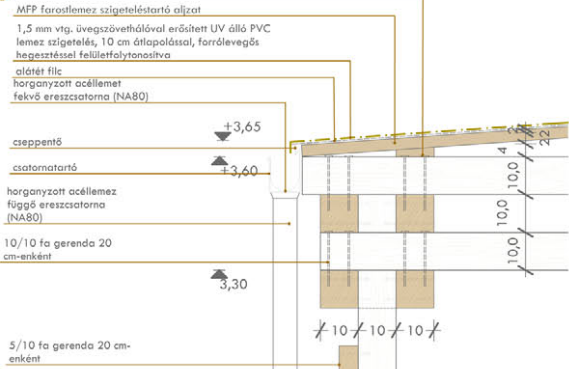 MFP farostlemez szigeteléstartó aljzat
1,5 mm vtg. üvegszövethálóval erősített UV álló PVC
lemez szigetelés, 10 cm átlapolással, forrólevegős
hegesztéssel felületfolytonosítva
alátét filc
horganyzott acéllemet
fekvő ereszcsatorna (NA80)
+3,65
cseppentő
csatornatartó
+3,60
horganyzott acéllemez
függő ereszcsatorna
(NA80)
10/10 fa gerenda 20
cm-enként
3,30
5/10 fa gerenda 20 cm-
enként
10
10
10
2
22
4
10,0
10,0
10,0